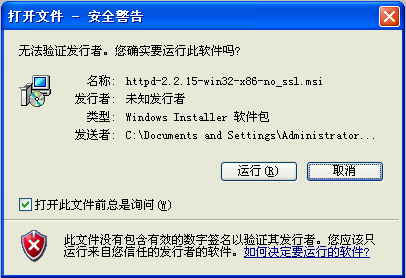 打开文件 - 安全警告
无法验证发行者。您确实要运行此软件吗?
名称: httpd-2.2.15-win32-x86-no_ssl.msi
发行者: 未知发行者
类型: Windows Installer 软件包
发送者: C:\Documents and Settings\Administrator...
运行(R) 取消
打开此文件前总是询问(W)
此文件没有包含有效的数字签名以验证其发行者。您应该只
运行来自您信任的发行者的软件。如何决定要运行的软件?